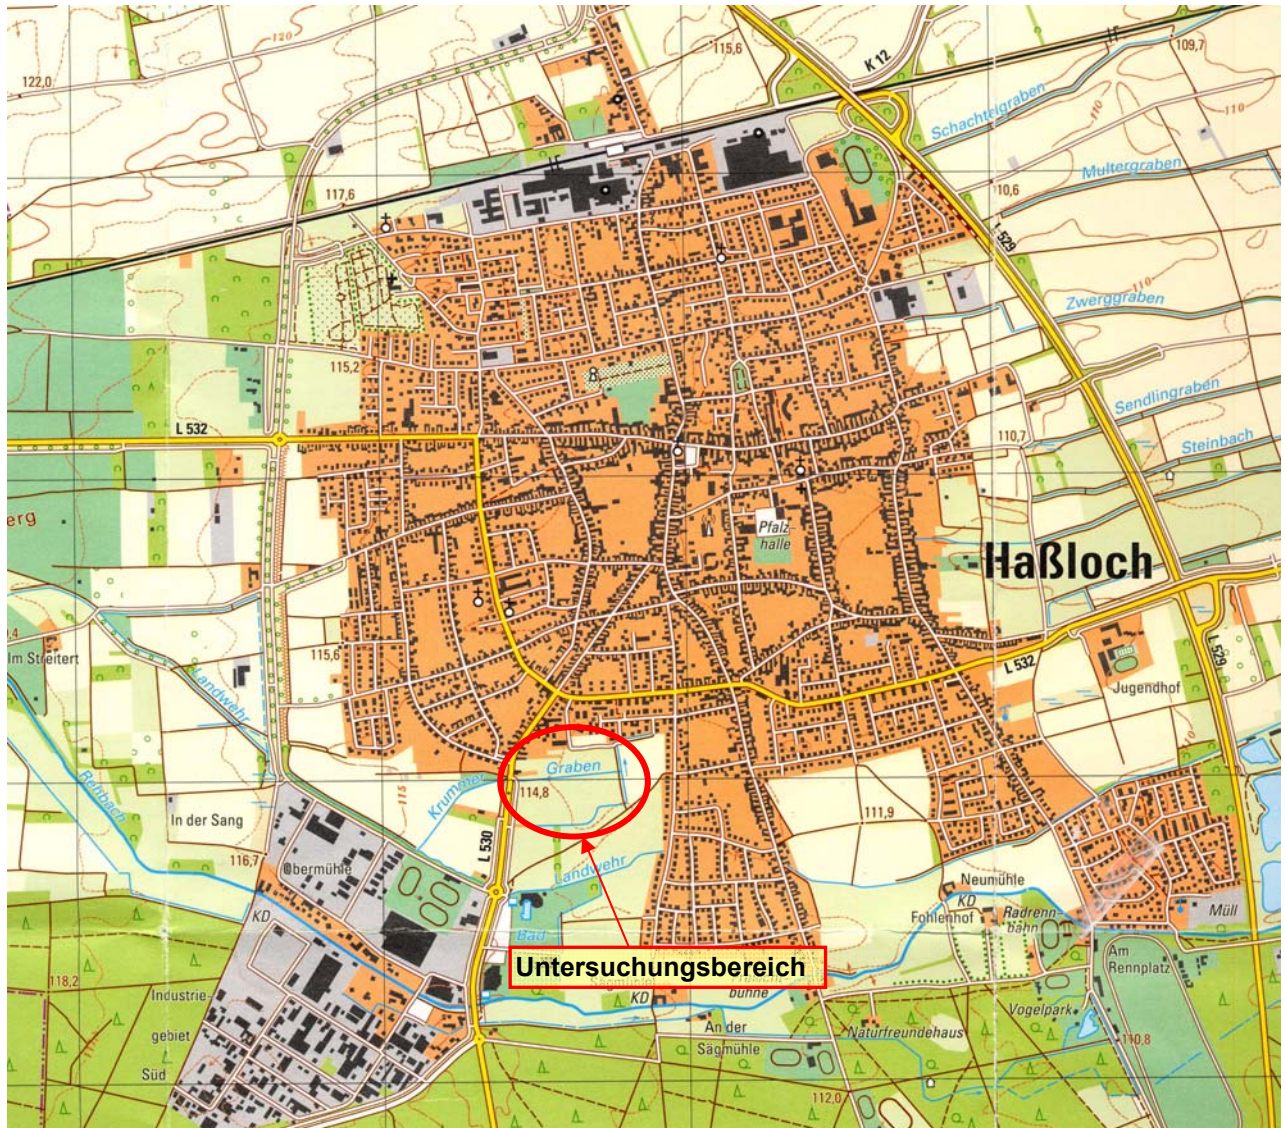 120
115,6
K 12
109,7
122,0
Schachtelgraben
110
110
Multergraben
117,6
10,6
L 529
Zwerggraben
115,2
Sendlingraben
L 532
110,7
Steinbach
erg
Pfalz-
halle
Haßloch
Im Streitert
115,6
Landwehr
L 532
L 529
Jugendhof
Rehbach
115
Krummer
Graben
114,8
In der Sang
111,9
116,7
Obermühle
L 530
Landwehr
Neumühle
KD
KD
Fohlenhof
Radrenn-
bahn
Müll
Bad
Untersuchungsbereich
Am
Rennplatz
118,2
Industrie-
gebiet
Süd
KD
bühne
An der
Sägmühle
Naturfreundehaus
Vogelpark
110,8
112,0